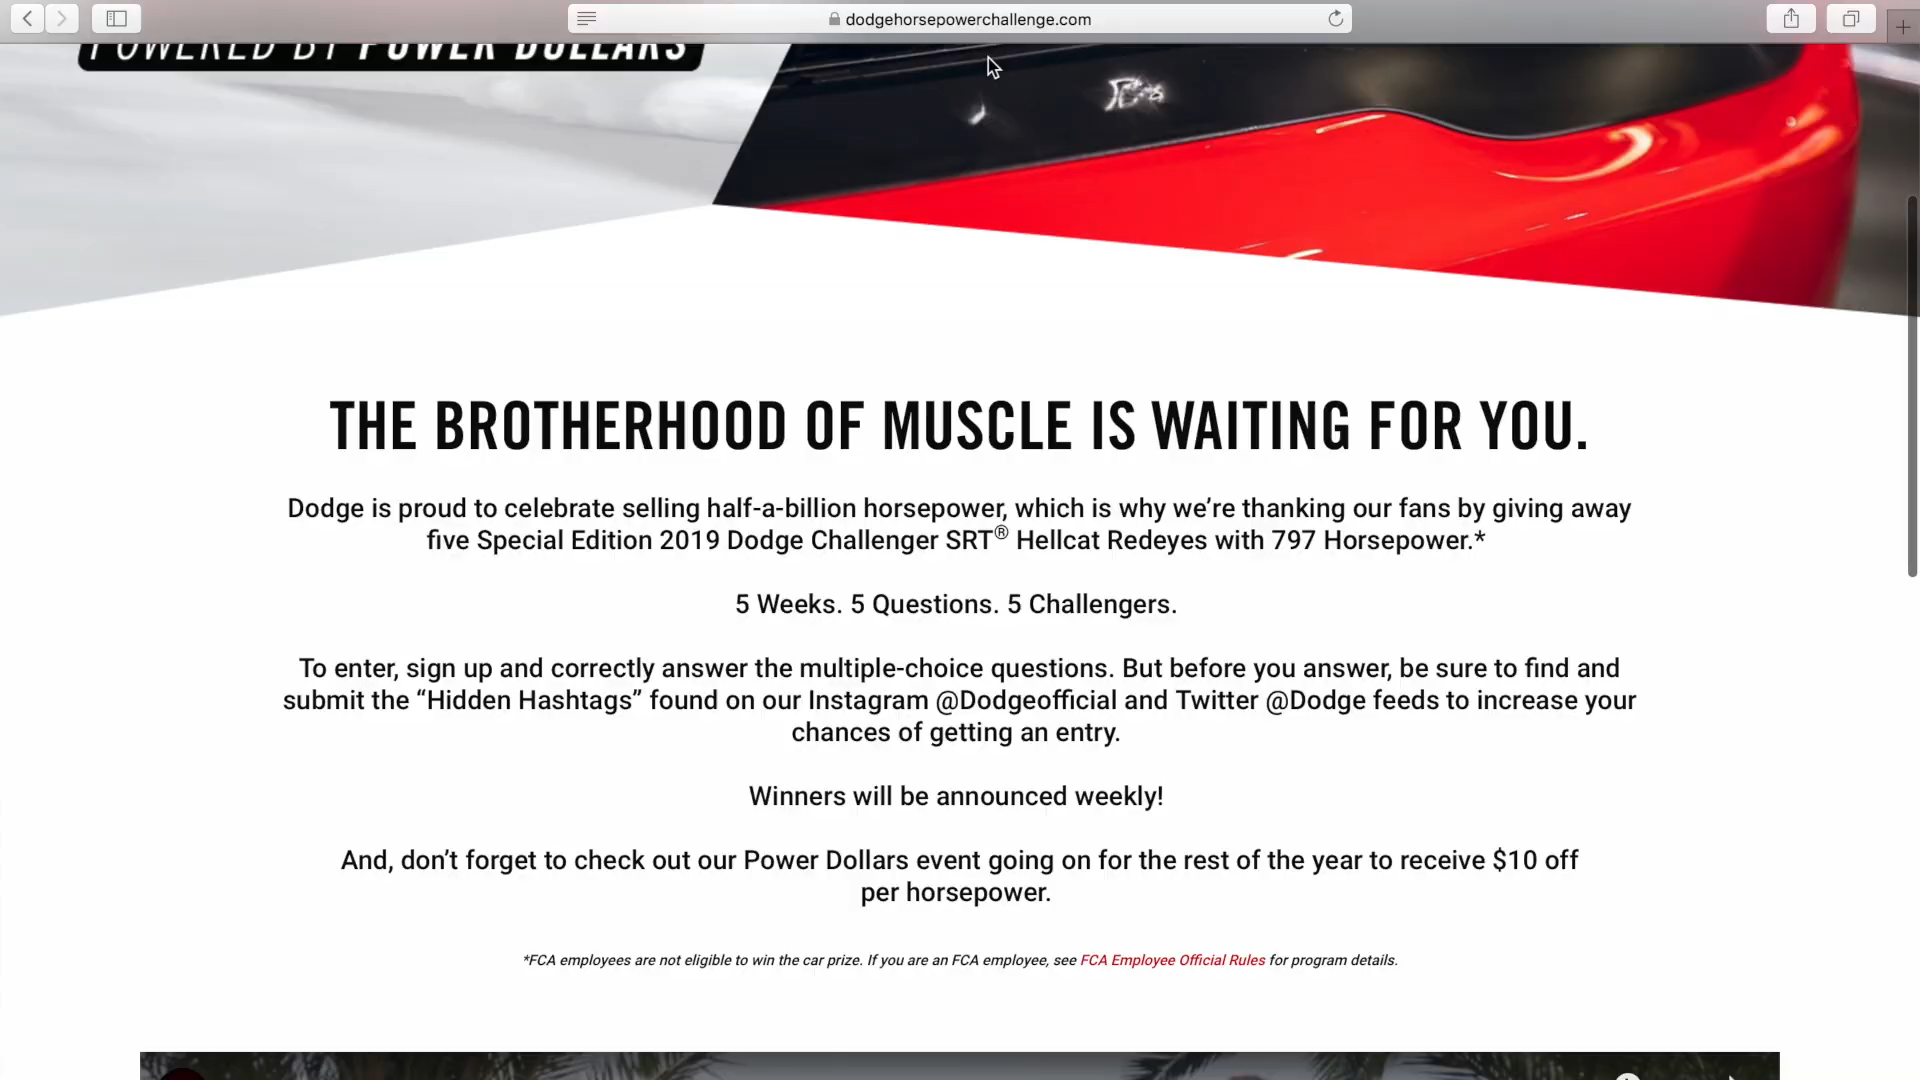 dodgehorsepowerchallenge.com
POWERED BY POWER DOLLARS
THE BROTHERHOOD OF MUSCLE IS WAITING FOR YOU.
Dodge is proud to celebrate selling half-a-billion horsepower, which is why we’re thanking our fans by giving away
five Special Edition 2019 Dodge Challenger SRT® Hellcat Redeyes with 797 Horsepower.*
5 Weeks. 5 Questions. 5 Challengers.
To enter, sign up and correctly answer the multiple-choice questions. But before you answer, be sure to find and
submit the “Hidden Hashtags” found on our Instagram @Dodgeofficial and Twitter @Dodge feeds to increase your
chances of getting an entry.
Winners will be announced weekly!
And, don’t forget to check out our Power Dollars event going on for the rest of the year to receive $10 off
per horsepower.
*FCA employees are not eligible to win the car prize. If you are an FCA employee, see FCA Employee Official Rules for program details.